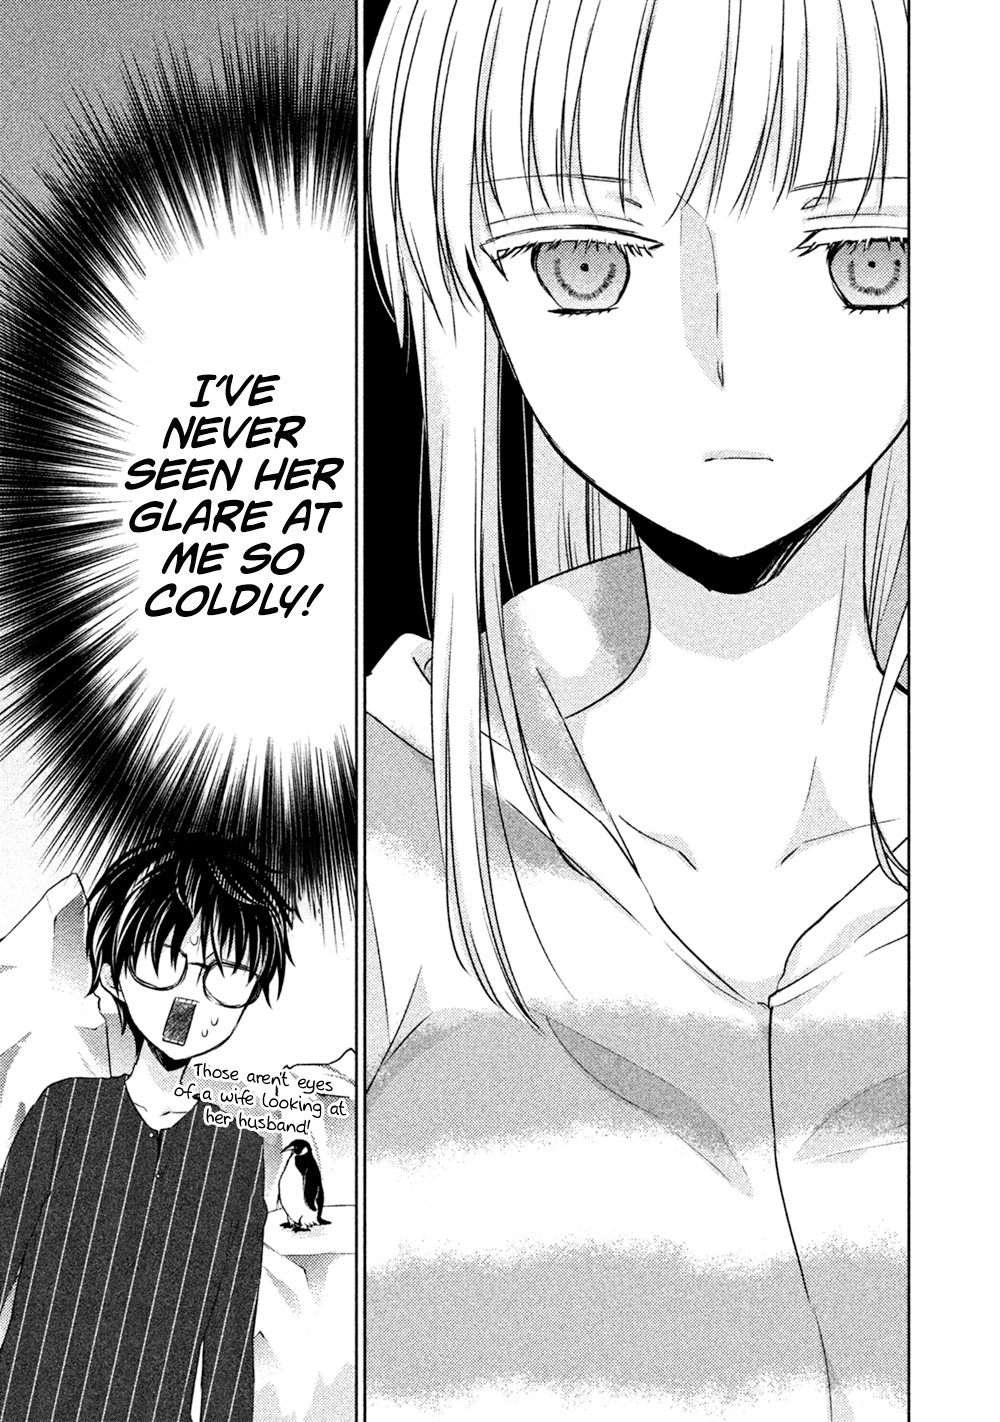 I'VE
NEVER
SEEN HER
GLARE AT
ME SO
COLDLY!
Those aren't eyes
of a wife looking at
her husband!